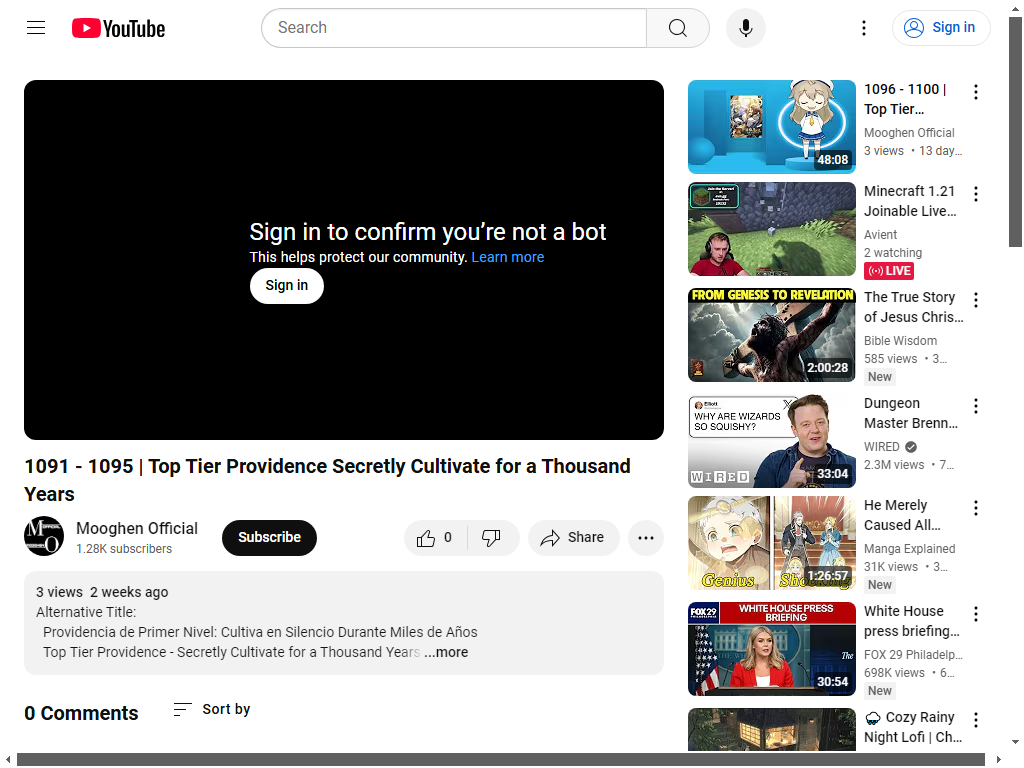 YouTube
Search
Sign in
Sign in to confirm you're not a bot
This helps protect our community. Learn more
Sign in
1091 - 1095 | Top Tier Providence Secretly Cultivate for a Thousand
Years
Mooghen Official
1.28K subscribers
Subscribe
0
Share
3 views 2 weeks ago
Alternative Title:
Providencia de Primer Nivel: Cultiva en Silencio Durante Miles de Años
Top Tier Providence - Secretly Cultivate for a Thousand Years ...more
0 Comments
Sort by
48:08
1096 - 1100 |
Top Tier...
Mooghen Official
3 views • 13 day...
Minecraft 1.21
Joinable Live...
Avient
2 watching
LIVE
FROM GENESIS TO REVELATION
2:00:28
The True Story
of Jesus Chris...
Bible Wisdom
585 views • 3...
New
Elliott
WHY ARE WIZARDS
SO SQUISHY?
WIRED
33:04
Dungeon
Master Brenn...
WIRED
2.3M views • 7...
Genius
1:26:57
He Merely
Caused All...
Manga Explained
31K views • 3...
New
FOX 29
WHITE HOUSE PRESS
BRIEFING
The
30:54
White House
press briefing...
FOX 29 Philadelp...
698K views • 6...
New
🌧 Cozy Rainy
Night Lofi | Ch...